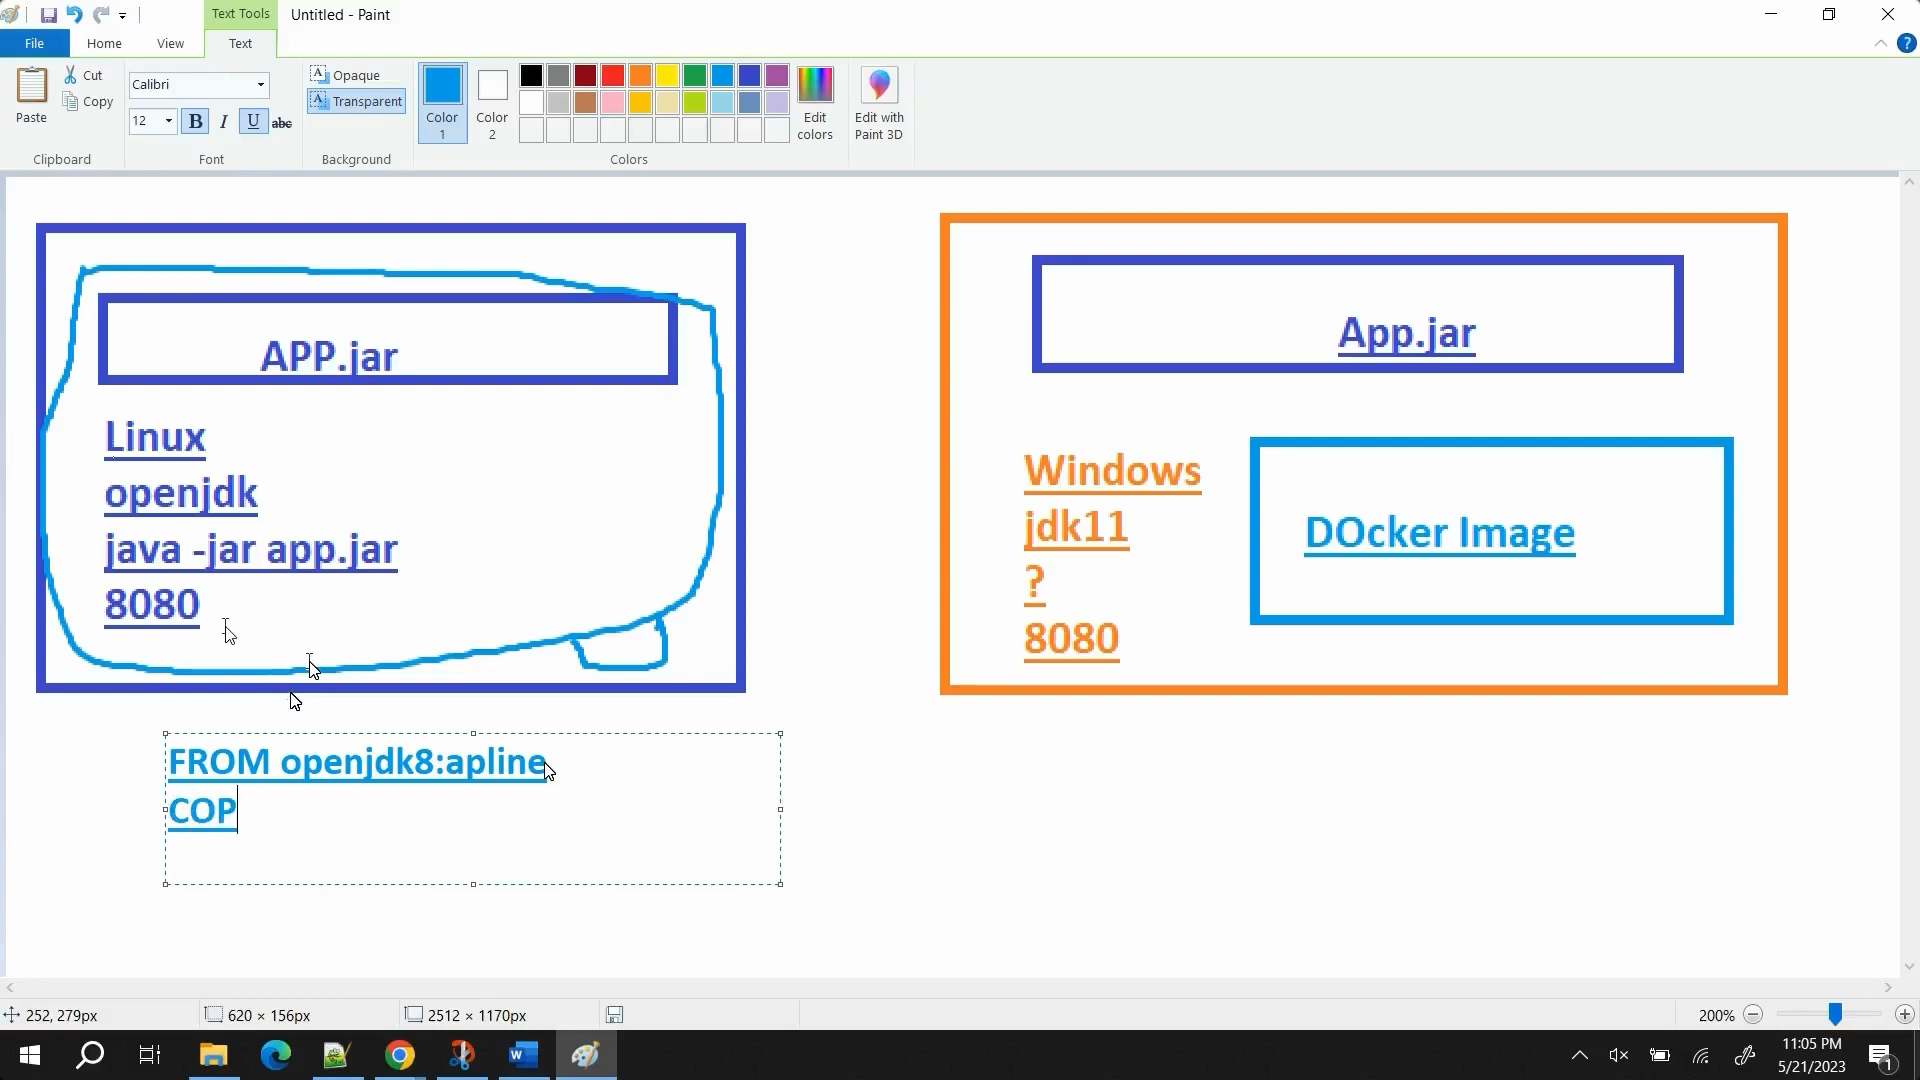 Text Tools
Untitled - Paint
File
Home
View
Text
Paste
Cut
Copy
Clipboard
Calibri
12
B
I
U
abc
Font
Opaque
Transparent
Background
Color
1
Color
2
Edit
colors
Colors
Edit with
Paint 3D
APP.jar
Linux
openjdk
java -jar app.jar
8080
App.jar
Windows
jdk11
?
8080
DOcker Image
FROM openjdk8:apline
COP
252, 279px
620 × 156px
2512 × 1170px
200%
11:05 PM
5/21/2023
1